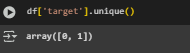 df['target'].unique()
array([0, 1])